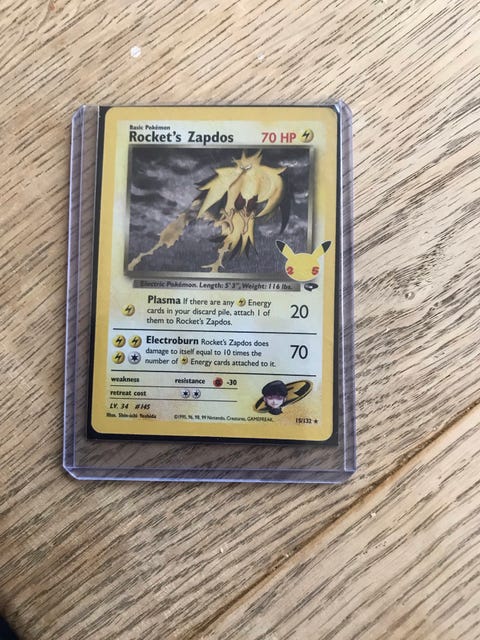 Basic Pokémon
Rocket's Zapdos 70 HP
25
Electric Pokémon. Length: 5' 3", Weight: 116 lbs.
Plasma If there are any Energy
cards in your discard pile, attach 1 of
them to Rocket's Zapdos.
20
Electroburn Rocket's Zapdos does
damage to itself equal to 10 times the
number of Energy cards attached to it.
70
weakness resistance -30
retreat cost
LV. 34 #145
Illus. Shin-ichi Yoshida
©1995, 96, 98, 99 Nintendo, Creatures, GAMEFREAK.
15/132 ★